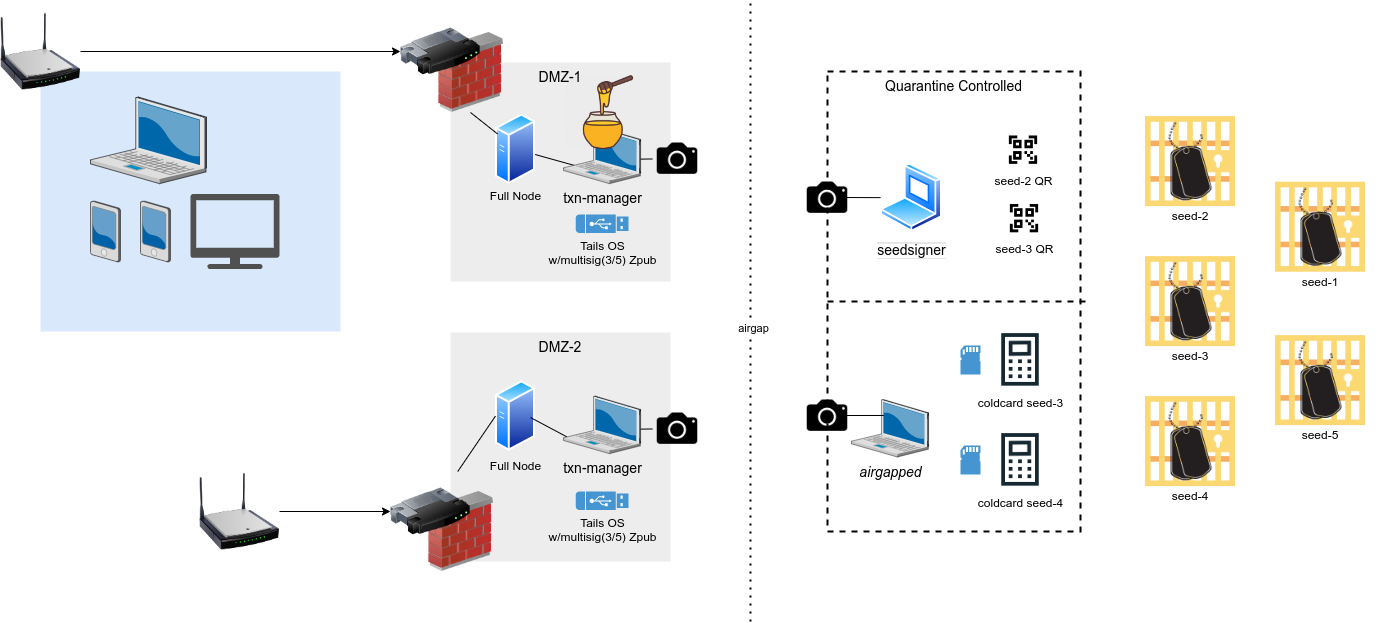 DMZ-1
Full Node
txn-manager
Tails OS
w/multisig(3/5) Zpub
DMZ-2
Full Node
txn-manager
Tails OS
w/multisig(3/5) Zpub
airgap
Quarantine Controlled
seed-2 QR
seed-3 QR
seedsigner
coldcard seed-3
airgapped
coldcard seed-4
seed-2
seed-1
seed-3
seed-5
seed-4